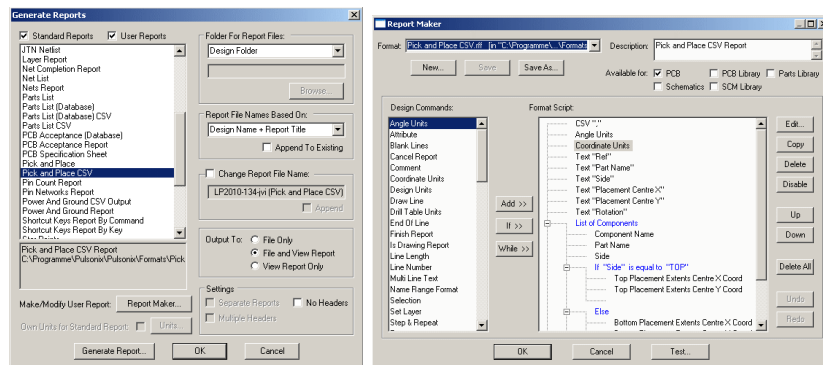 Generate Reports
Standard Reports
User Reports
JTN Netlist
Layer Report
Net Completion Report
Net List
Nets Report
Parts List
Parts List (Database)
Parts List (Database) CSV
Parts List CSV
PCB Acceptance (Database)
PCB Acceptance Report
PCB Specification Sheet
Pick and Place
Pick and Place CSV
Pin Count Report
Pin Networks Report
Power And Ground CSV Output
Power And Ground Report
Shortcut Keys Report By Command
Shortcut Keys Report By Key
Pick and Place CSV Report
C:\Programme\Pulsonix\Pulsonix\Formats\Pick
Make/Modify User Report:
Report Maker...
Own Units for Standard Report:
Units...
Generate Report...
OK
Cancel
Folder For Report Files:
Design Folder
Browse...
Report File Names Based On:
Design Name + Report Title
Append To Existing
Change Report File Name:
LP2010-134-jvi (Pick and Place CSV)
Append
Output To:
File Only
File and View Report
View Report Only
Settings
Separate Reports
No Headers
Multiple Headers
Report Maker
Format:
Pick and Place CSV.rff (in "C:\Programme\...\Formats
Description:
Pick and Place CSV Report
New...
Save
Save As...
Available for:
PCB
PCB Library
Parts Library
Schematics
SCM Library
Design Commands:
Angle Units
Attribute
Blank Lines
Cancel Report
Comment
Coordinate Units
Design Units
Draw Line
Drill Table Units
End Of Line
Finish Report
Is Drawing Report
Line Length
Line Number
Multi Line Text
Name Range Format
Selection
Set Layer
Step & Repeat
Add >>
If >>
While >>
Format Script:
CSV ","
Angle Units
Coordinate Units
Text "Ref"
Text "Part Name"
Text "Side"
Text "Placement Centre X"
Text "Placement Centre Y"
Text "Rotation"
List of Components
Component Name
Part Name
Side
If "Side" is equal to "TOP"
Top Placement Extents Centre X Coord
Top Placement Extents Centre Y Coord
Else
Bottom Placement Extents Centre X Coord
Edit...
Copy
Delete
Disable
Up
Down
Delete All
Undo
Redo
OK
Cancel
Test...